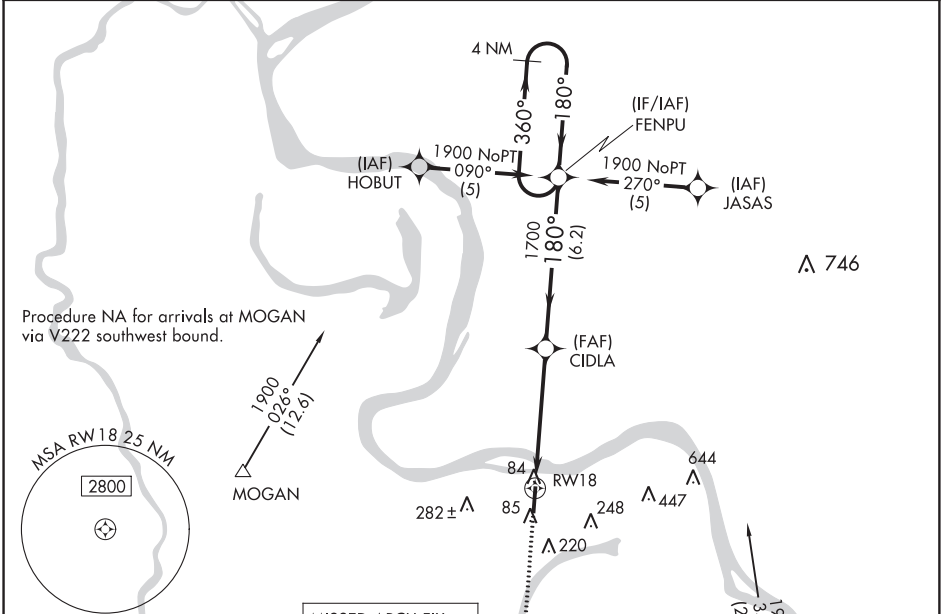 4 NM
360°
180°
(IF/IAF)
FENPU
(IAF)
HOBUT
1900 NoPT
090°
(5)
1900 NoPT
270°
(5)
(IAF)
JASAS
1700
180°
(6.2)
746
Procedure NA for arrivals at MOGAN
via V222 southwest bound.
(FAF)
CIDLA
1900
026°
(12.6)
MOGAN
MSA RW18 25 NM
2800
84
RW18
644
447
282±
85
248
220